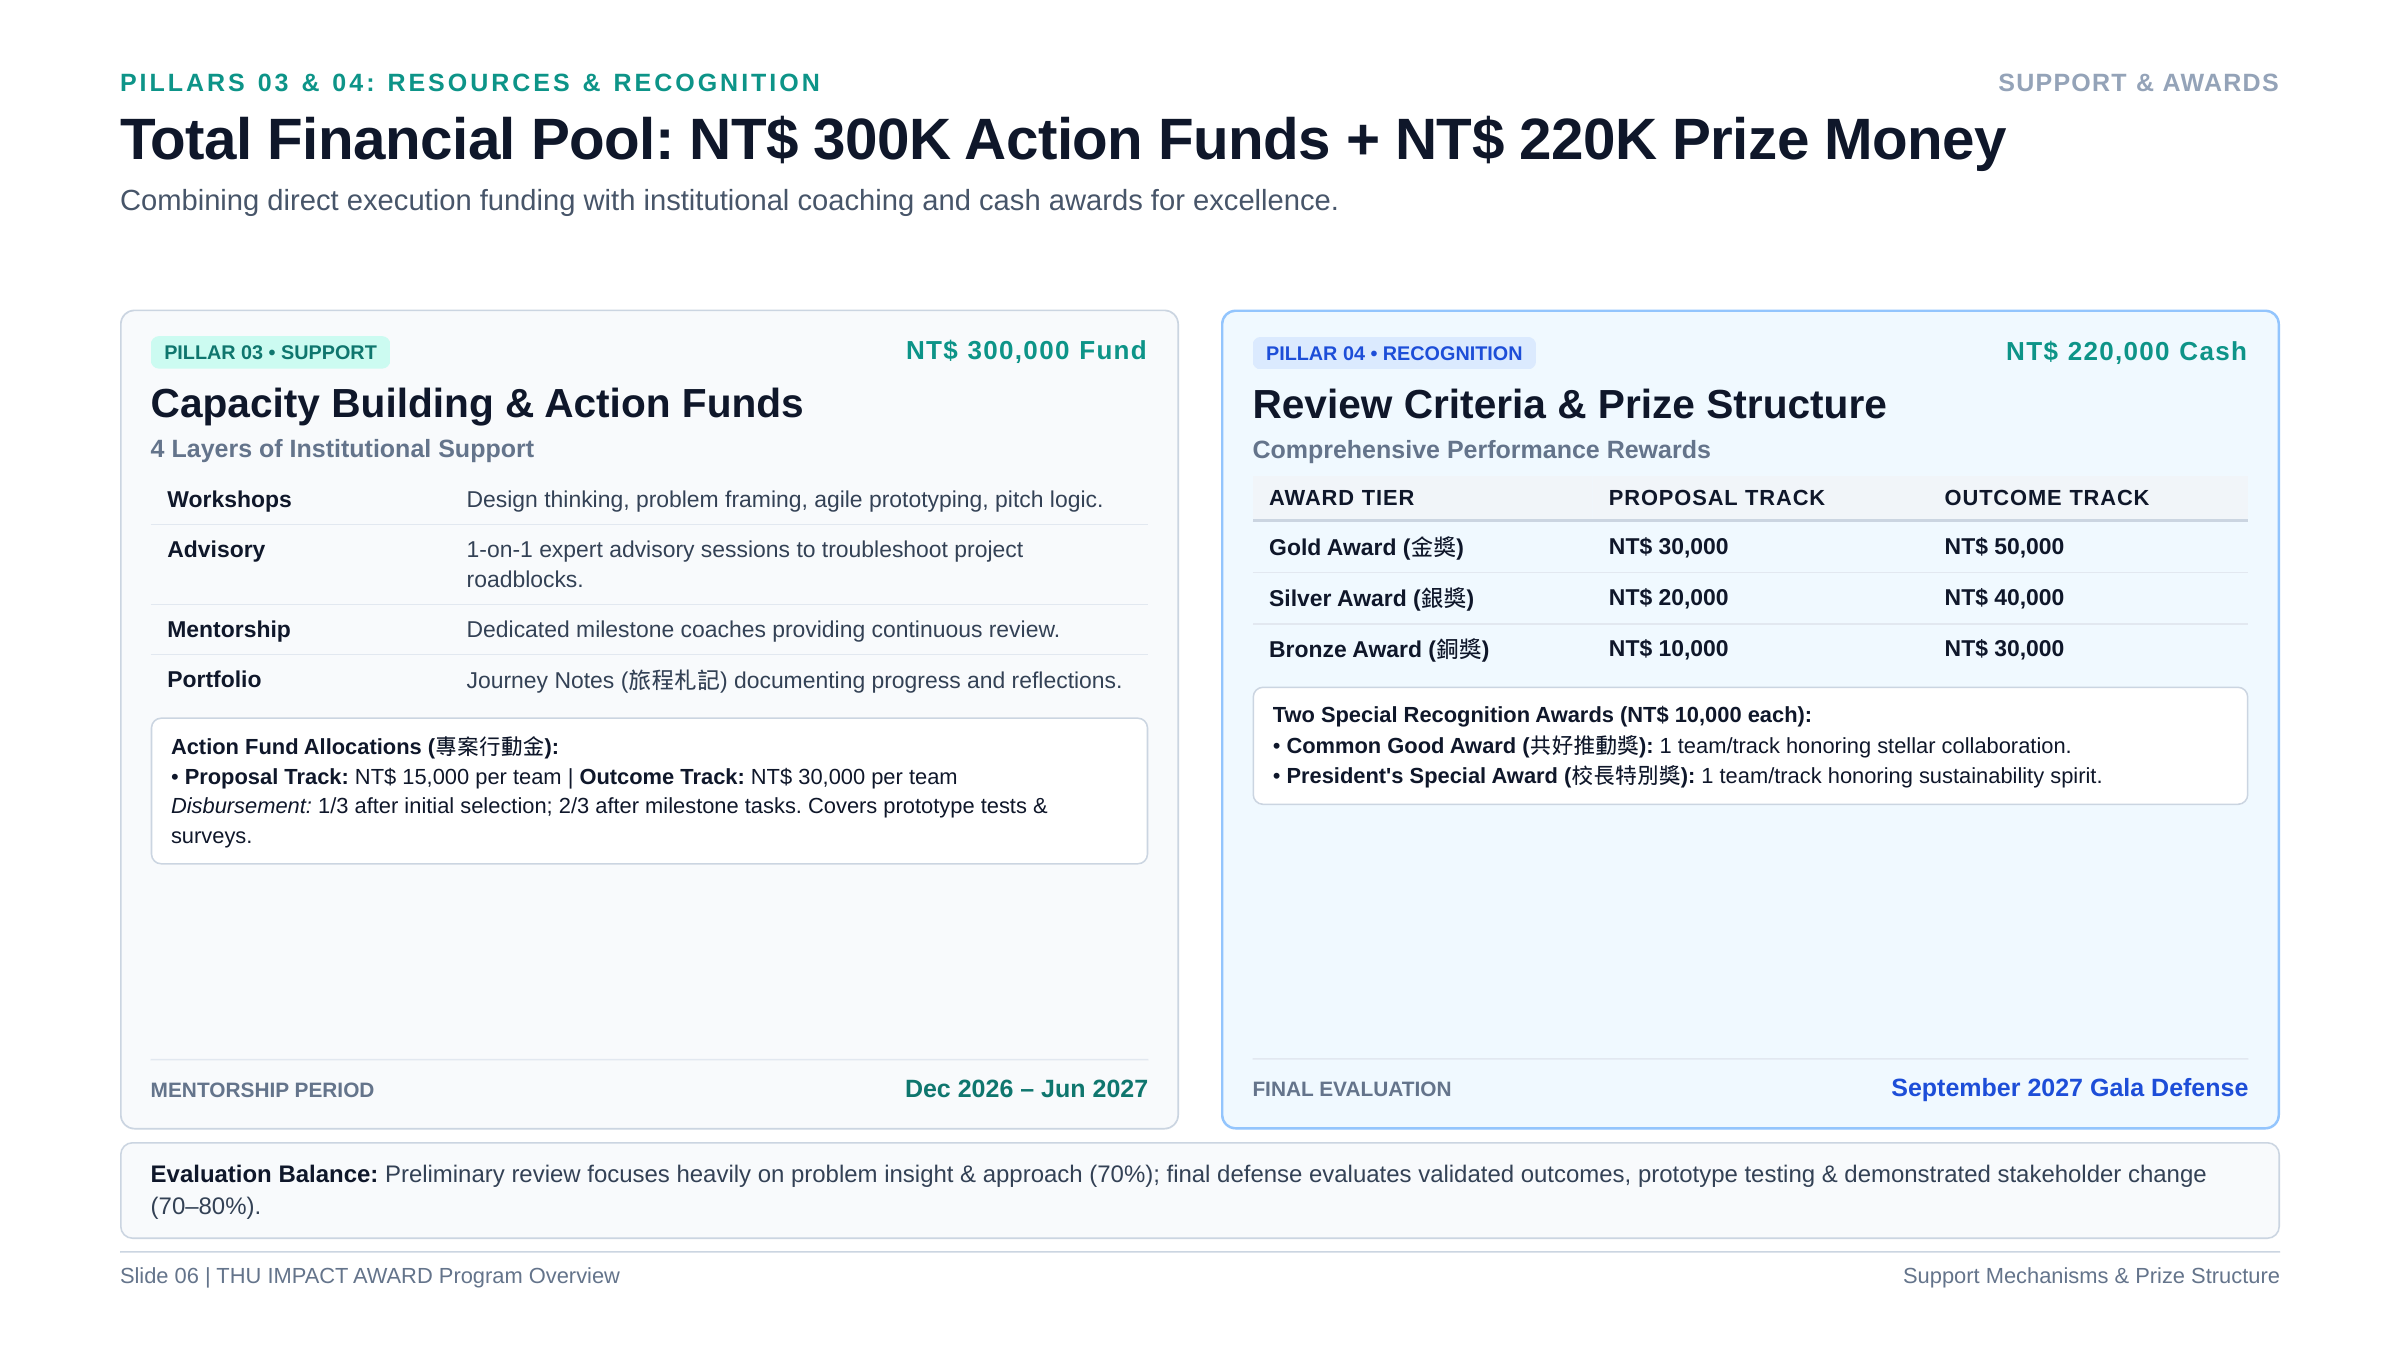 PILLARS 03 & 04: RESOURCES & RECOGNITION
SUPPORT & AWARDS
Total Financial Pool: NT$ 300K Action Funds + NT$ 220K Prize Money
Combining direct execution funding with institutional coaching and cash awards for excellence.
PILLAR 03 • SUPPORT
NT$ 300,000 Fund
Capacity Building & Action Funds
4 Layers of Institutional Support
Workshops Design thinking, problem framing, agile prototyping, pitch logic.
Advisory 1-on-1 expert advisory sessions to troubleshoot project
roadblocks.
Mentorship Dedicated milestone coaches providing continuous review.
Portfolio Journey Notes (旅程札記) documenting progress and reflections.
Action Fund Allocations (專案行動金):
• Proposal Track: NT$ 15,000 per team | Outcome Track: NT$ 30,000 per team
Disbursement: 1/3 after initial selection; 2/3 after milestone tasks. Covers prototype tests &
surveys.
MENTORSHIP PERIOD Dec 2026 – Jun 2027
PILLAR 04 • RECOGNITION
NT$ 220,000 Cash
Review Criteria & Prize Structure
Comprehensive Performance Rewards
AWARD TIER PROPOSAL TRACK OUTCOME TRACK
Gold Award (金獎) NT$ 30,000 NT$ 50,000
Silver Award (銀獎) NT$ 20,000 NT$ 40,000
Bronze Award (銅獎) NT$ 10,000 NT$ 30,000
Two Special Recognition Awards (NT$ 10,000 each):
• Common Good Award (共好推動獎): 1 team/track honoring stellar collaboration.
• President's Special Award (校長特別獎): 1 team/track honoring sustainability spirit.
FINAL EVALUATION September 2027 Gala Defense
Evaluation Balance: Preliminary review focuses heavily on problem insight & approach (70%); final defense evaluates validated outcomes, prototype testing & demonstrated stakeholder change
(70–80%).
Slide 06 | THU IMPACT AWARD Program Overview
Support Mechanisms & Prize Structure